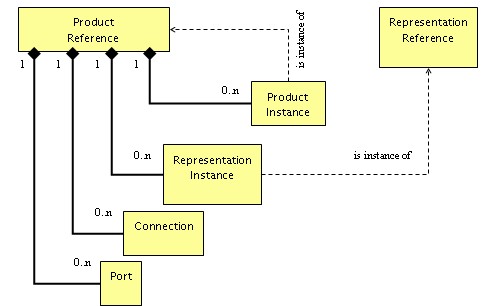 Product
Reference
Representation
Reference
is instance of
1
1
1
1
0..n
Product
Instance
0..n
Representation
Instance
is instance of
0..n
Connection
0..n
Port